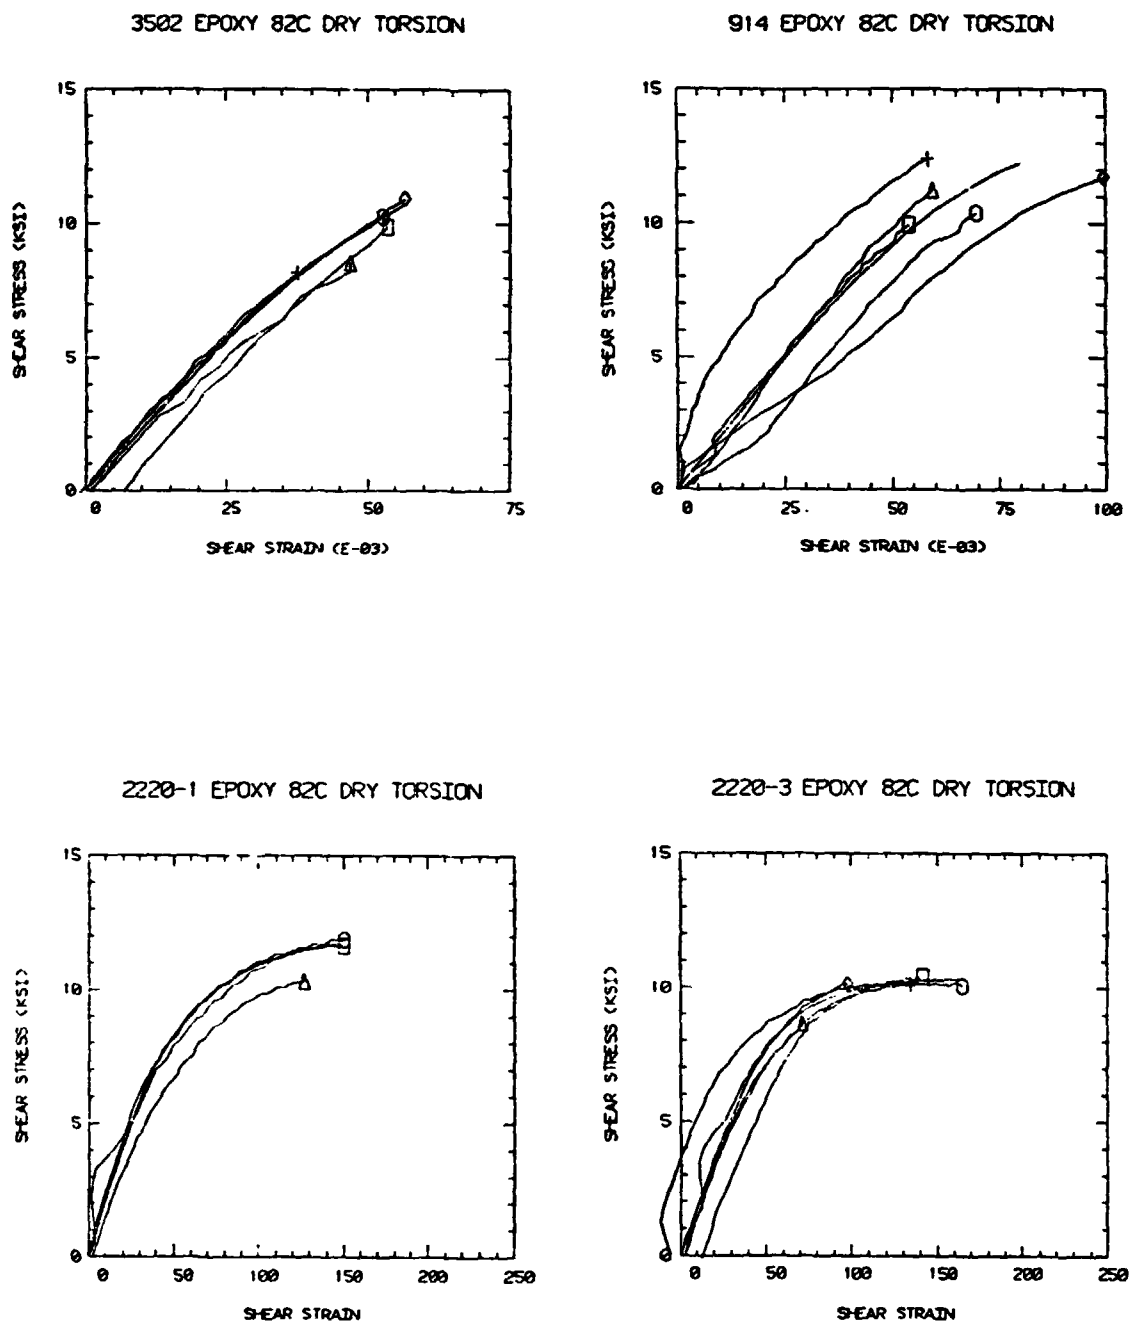 3502 EPOXY 82C DRY TORSION
15
10
5
0
SHEAR STRESS (KSI)
0 25 50 75
SHEAR STRAIN (E-03)
914 EPOXY 82C DRY TORSION
15
10
5
0
SHEAR STRESS (KSI)
0 25 50 75 100
SHEAR STRAIN (E-03)
2220-1 EPOXY 82C DRY TORSION
15
10
5
0
SHEAR STRESS (KSI)
0 50 100 150 200 250
SHEAR STRAIN
2220-3 EPOXY 82C DRY TORSION
15
10
5
0
SHEAR STRESS (KSI)
0 50 100 150 200 250
SHEAR STRAIN